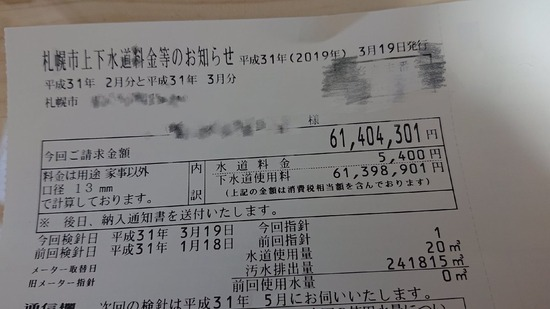 札幌市上下水道料金等のお知らせ 平成31年(2019年) 3月19日発行
平成31年 2月分と平成31年 3月分
札幌市
様
今回ご請求金額 61,404,301円
料金は用途 家事以外
口径 13mm
で計算しております。
内訳
水道料金 5,400円
下水道使用料 61,398,901円
(上記の金額は消費税相当額を含んでおります)
※ 後日、納入通知書を送付いたします。
今回検針日 平成31年 3月19日 今回指針 1
前回検針日 平成31年 1月18日 前回指針
メーター取替日 水道使用量 20㎥
旧メーター指針 汚水排出量 241815㎥
前回使用水量 0㎥
通信欄 次回の検針は平成31年 5月にお伺いいたします。